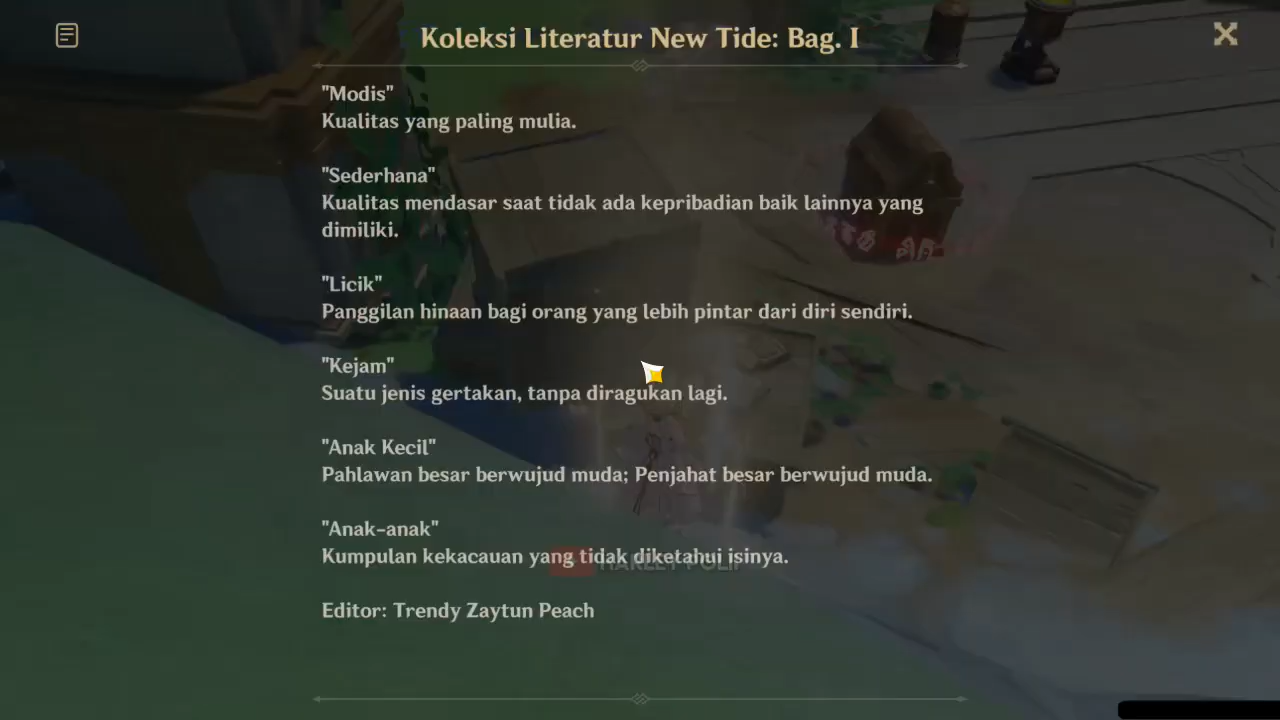 Koleksi Literatur New Tide: Bag. I
"Modis"
Kualitas yang paling mulia.
"Sederhana"
Kualitas mendasar saat tidak ada kepribadian baik lainnya yang
dimiliki.
"Licik"
Panggilan hinaan bagi orang yang lebih pintar dari diri sendiri.
"Kejam"
Suatu jenis gertakan, tanpa diragukan lagi.
"Anak Kecil"
Pahlawan besar berwujud muda; Penjahat besar berwujud muda.
"Anak-anak"
Kumpulan kekacauan yang tidak diketahui isinya.
Editor: Trendy Zaytun Peach